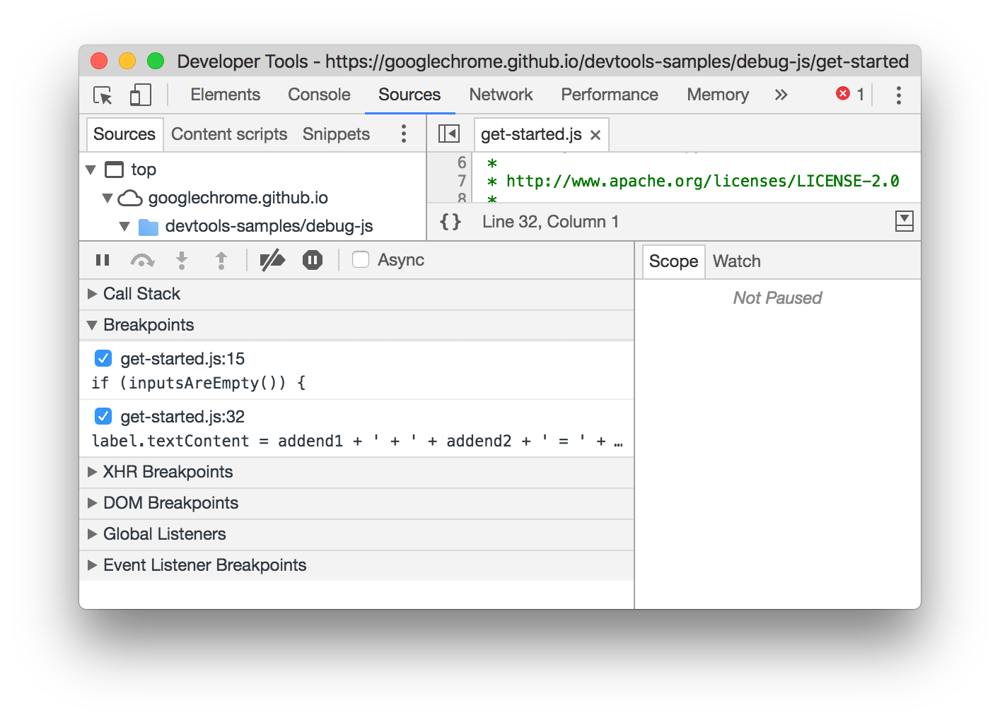 Developer Tools - https://googlechrome.github.io/devtools-samples/debug-js/get-started
Elements Console Sources Network Performance Memory » 1
Sources Content scripts Snippets
get-started.js ×
top
googlechrome.github.io
devtools-samples/debug-js
6 *
7 * http://www.apache.org/licenses/LICENSE-2.0
8 *
{} Line 32, Column 1
Async
Call Stack
Breakpoints
get-started.js:15
if (inputsAreEmpty()) {
get-started.js:32
label.textContent = addend1 + ' + ' + addend2 + ' = ' + …
XHR Breakpoints
DOM Breakpoints
Global Listeners
Event Listener Breakpoints
Scope Watch
Not Paused